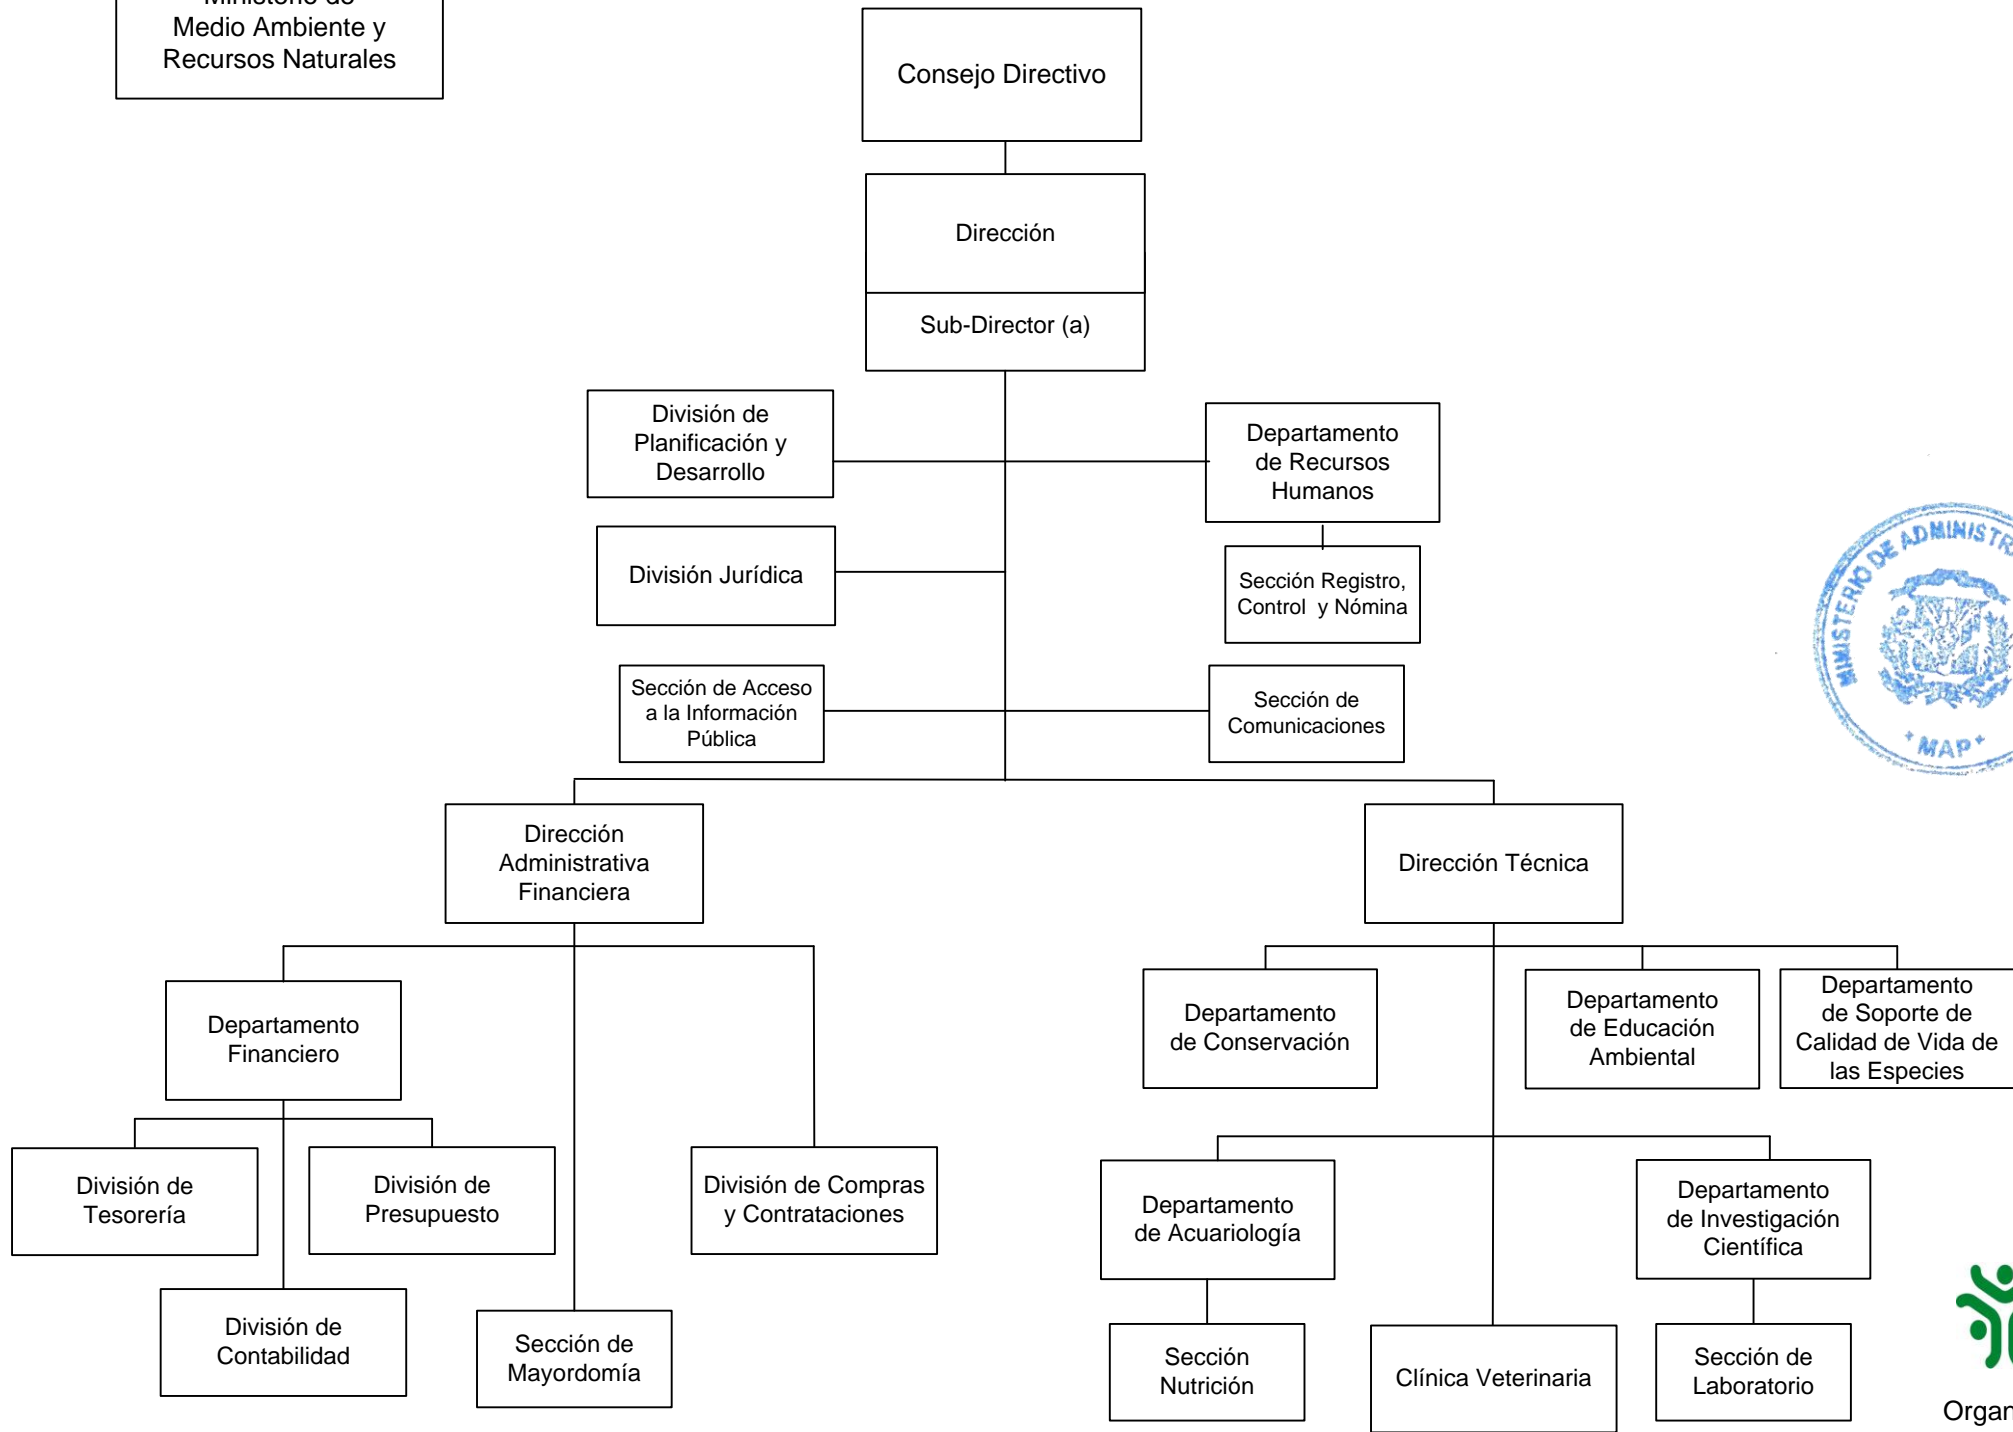 Medio Ambiente y
Recursos Naturales
Consejo Directivo
Dirección
Sub-Director (a)
División de
Planificación y
Desarrollo
Departamento
de Recursos
Humanos
División Jurídica
Sección Registro,
Control y Nómina
Sección de Acceso
a la Información
Pública
Sección de
Comunicaciones
MINISTERIO DE
MAP
Dirección
Administrativa
Financiera
Dirección Técnica
Departamento
Financiero
Departamento
de Conservación
Departamento
de Educación
Ambiental
Departamento
de Soporte de
Calidad de Vida de
las Especies
División de
Tesorería
División de
Presupuesto
División de Compras
y Contrataciones
Departamento
de Acuariología
Departamento
de Investigación
Científica
División de
Contabilidad
Sección de
Mayordomía
Sección
Nutrición
Clínica Veterinaria
Sección de
Laboratorio